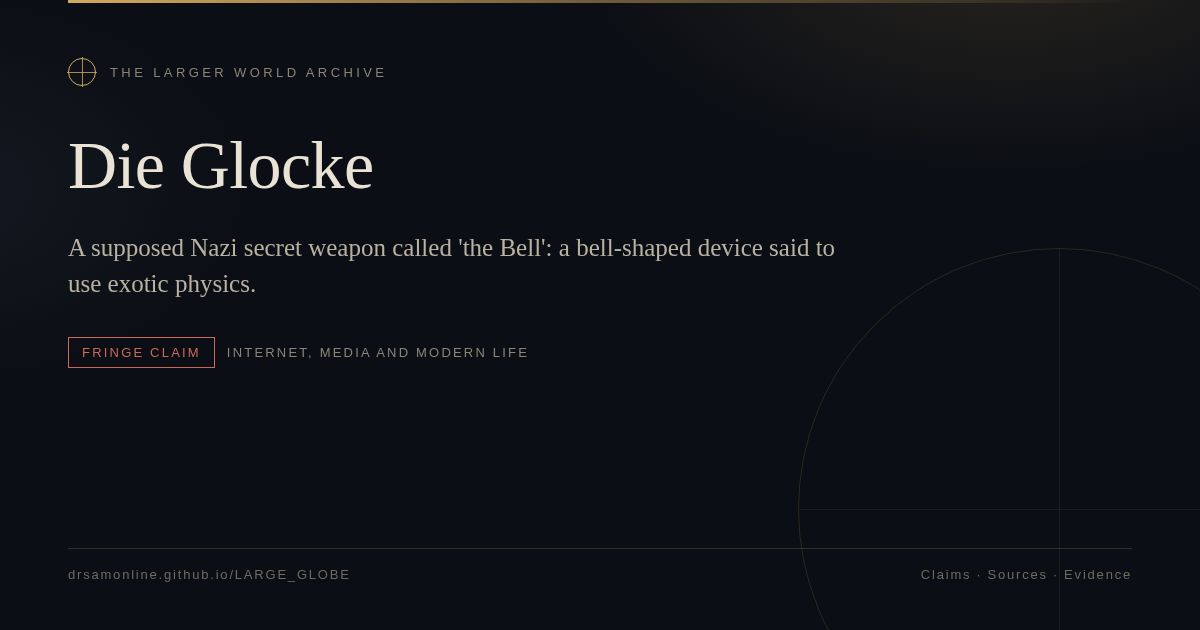 THE LARGER WORLD ARCHIVE
Die Glocke
A supposed Nazi secret weapon called 'the Bell': a bell-shaped device said to
use exotic physics.
FRINGE CLAIM INTERNET, MEDIA AND MODERN LIFE
drsamonline.github.io/LARGE_GLOBE Claims · Sources · Evidence